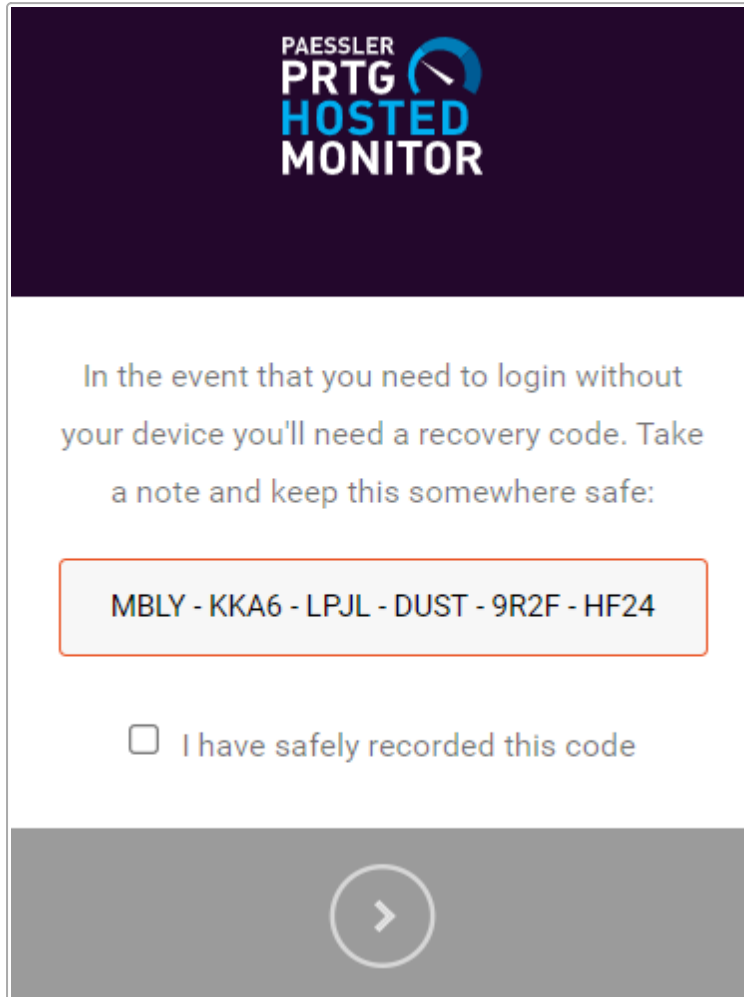 PAESSLER
PRTG
HOSTED
MONITOR
In the event that you need to login without
your device you'll need a recovery code. Take
a note and keep this somewhere safe:
MBLY - KKA6 - LPJL - DUST - 9R2F - HF24
I have safely recorded this code